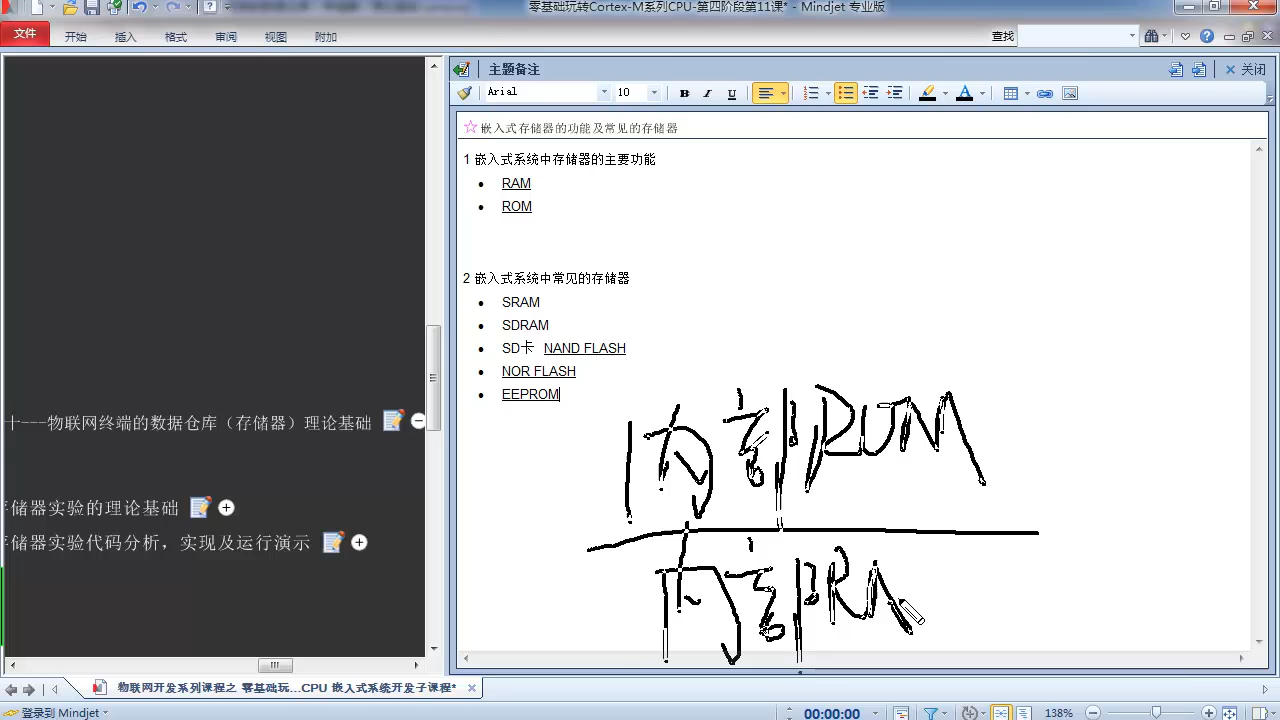 零基础玩转Cortex-M系列CPU-第四阶段第11课* - Mindjet 专业版
文件 开始 插入 格式 审阅 视图 附加 查找
主题备注 关闭
Arial 10 B I U A
嵌入式存储器的功能及常见的存储器
1 嵌入式系统中存储器的主要功能
• RAM
• ROM
2 嵌入式系统中常见的存储器
• SRAM
• SDRAM
• SD卡 NAND FLASH
• NOR FLASH
• EEPROM
内部ROM
内部RA
十---物联网终端的数据仓库（存储器）理论基础
存储器实验的理论基础
存储器实验代码分析，实现及运行演示
物联网开发系列课程之 零基础玩...CPU 嵌入式系统开发子课程*
登录到 Mindjet 00:00:00 138%